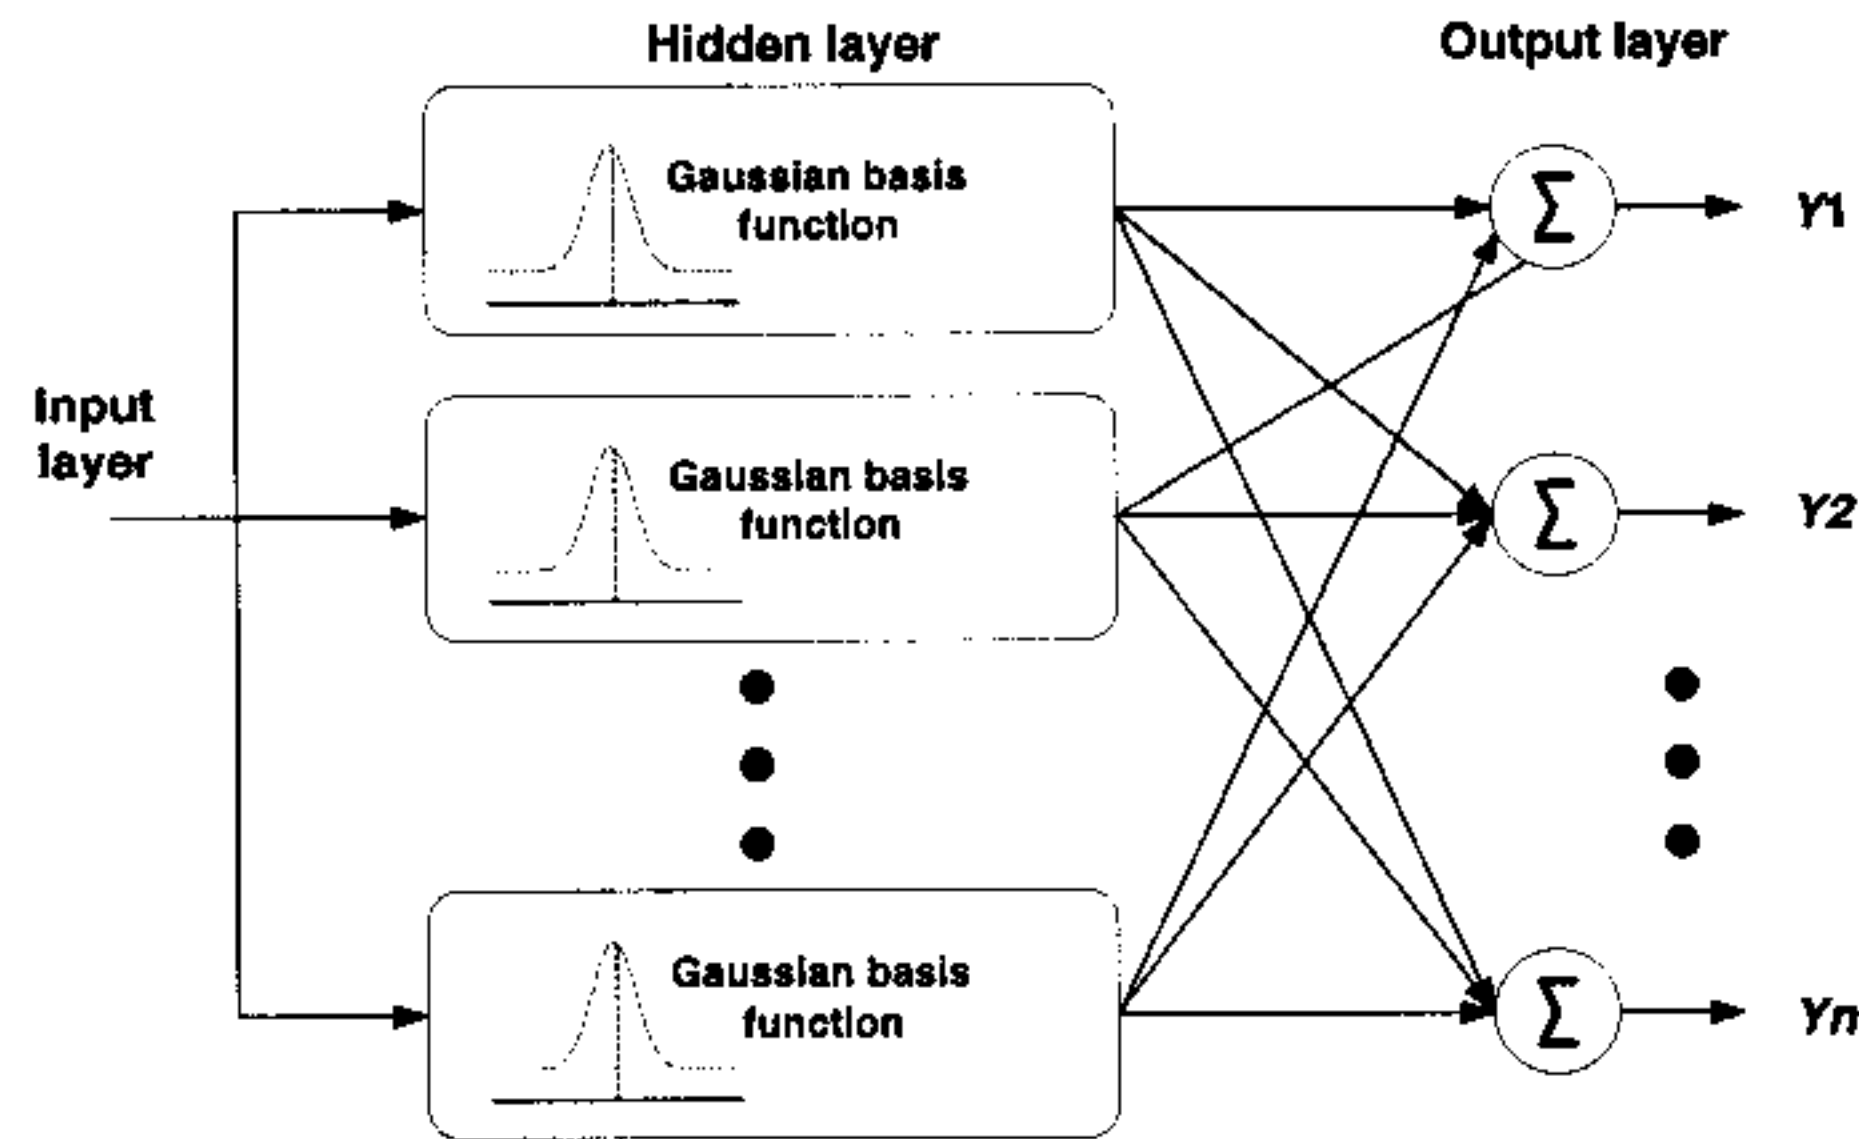 Hidden layer
Output layer
Gaussian basis
function
Σ
Y1
Input
layer
Gaussian basis
function
Σ
Y2
Gaussian basis
function
Σ
Yn